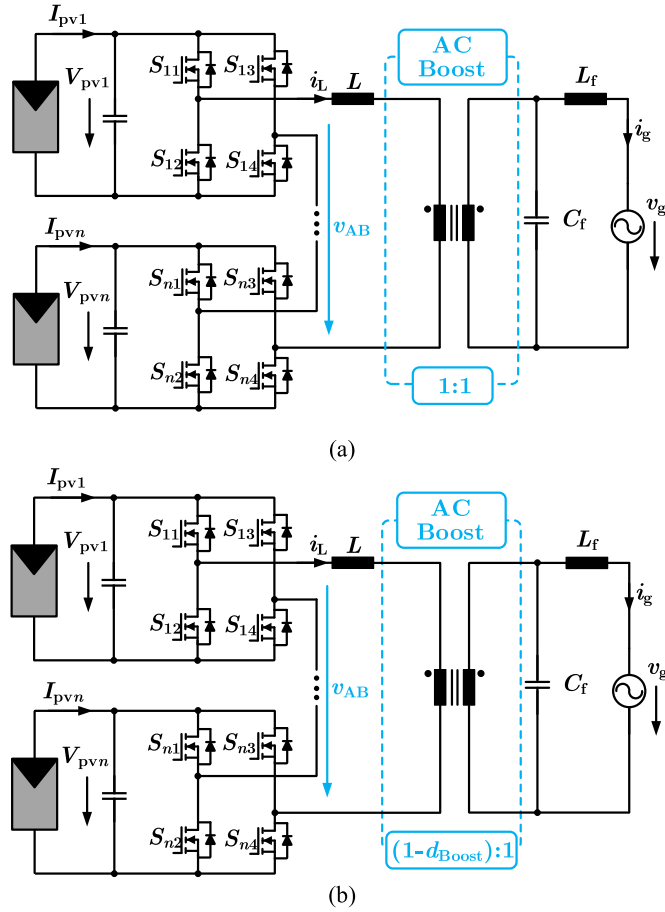 I_pv1
V_pv1
S_11
S_13
i_L
L
AC
Boost
L_f
i_g
S_12
S_14
v_AB
C_f
v_g
I_pvn
V_pvn
S_n1
S_n3
S_n2
S_n4
1:1
(a)
I_pv1
V_pv1
S_11
S_13
i_L
L
AC
Boost
L_f
i_g
S_12
S_14
v_AB
C_f
v_g
I_pvn
V_pvn
S_n1
S_n3
S_n2
S_n4
(1-d_Boost):1
(b)